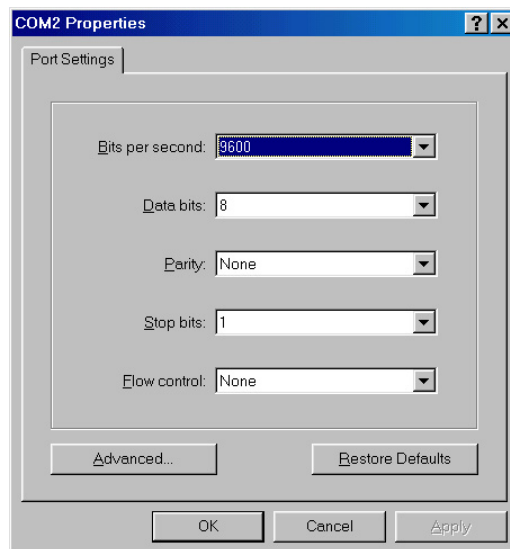 COM2 Properties
Port Settings
Bits per second: 9600
Data bits: 8
Parity: None
Stop bits: 1
Flow control: None
Advanced... Restore Defaults
OK Cancel Apply